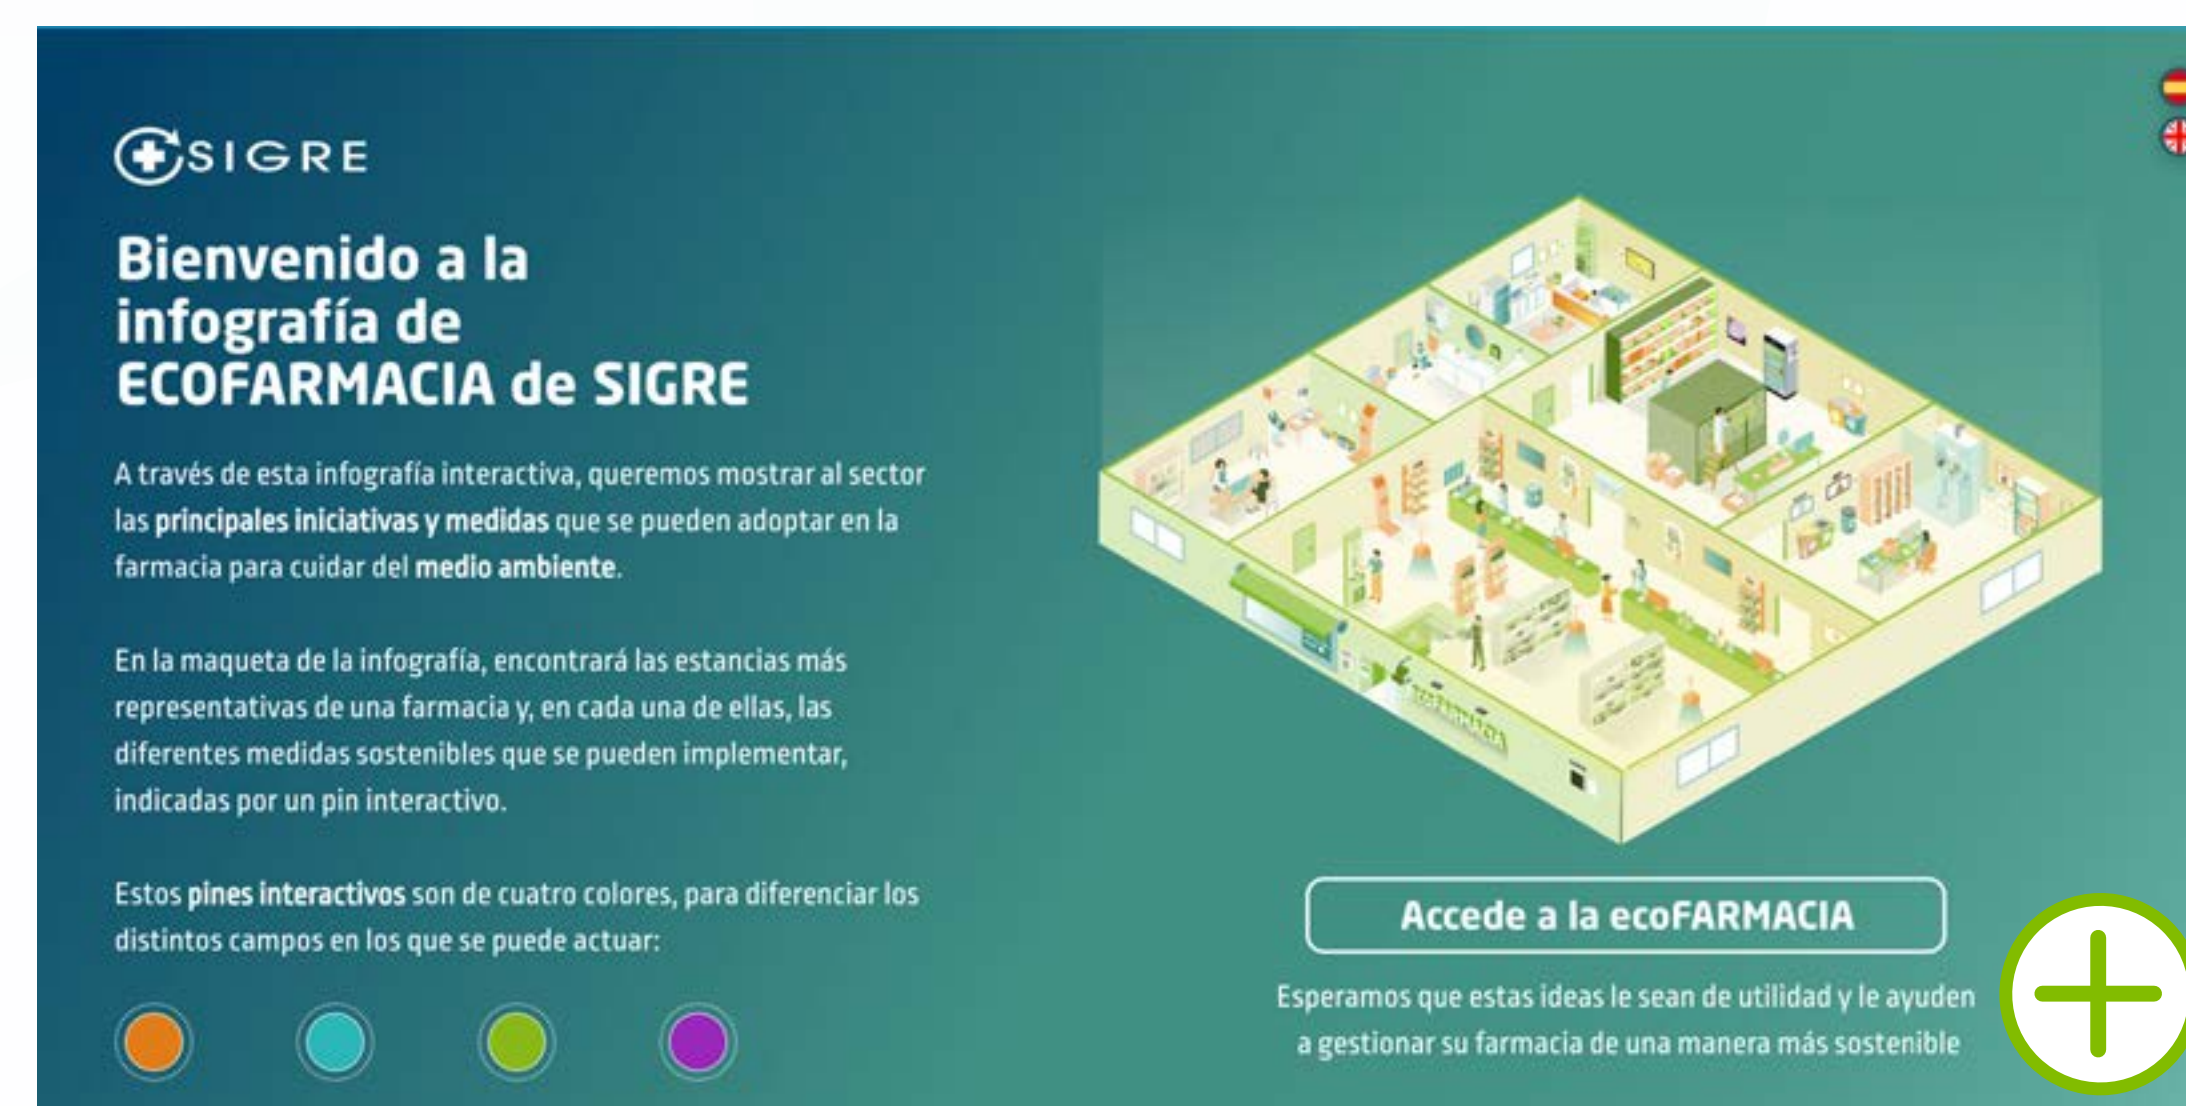 SIGRE
Bienvenido a la
infografía de
ECOFARMACIA de SIGRE
A través de esta infografía interactiva, queremos mostrar al sector
las principales iniciativas y medidas que se pueden adoptar en la
farmacia para cuidar del medio ambiente.
En la maqueta de la infografía, encontrará las estancias más
representativas de una farmacia y, en cada una de ellas, las
diferentes medidas sostenibles que se pueden implementar,
indicadas por un pin interactivo.
Estos pines interactivos son de cuatro colores, para diferenciar los
distintos campos en los que se puede actuar:
ecoFARMACIA
Accede a la ecoFARMACIA
Esperamos que estas ideas le sean de utilidad y le ayuden
a gestionar su farmacia de una manera más sostenible